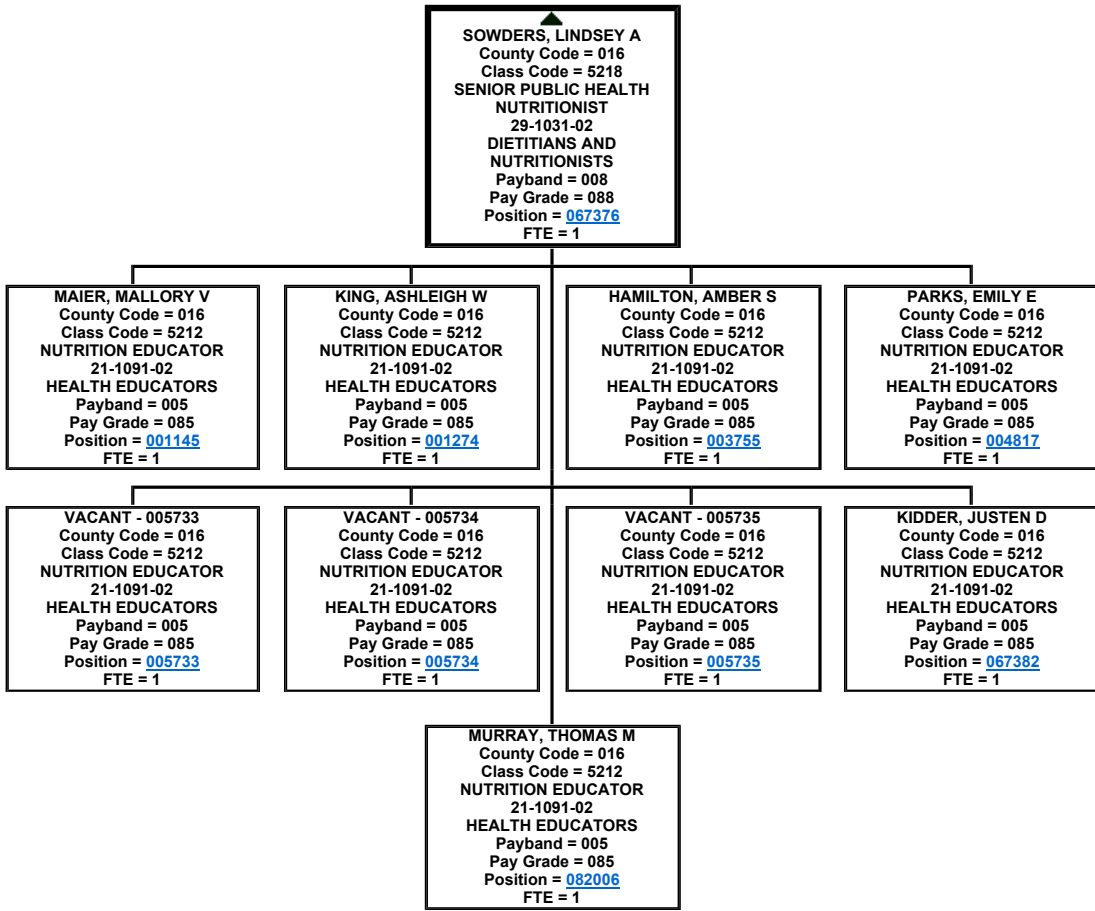 SOWDERS, LINDSEY A
County Code = 016
Class Code = 5218
SENIOR PUBLIC HEALTH
NUTRITIONIST
29-1031-02
DIETITIANS AND
NUTRITIONISTS
Payband = 008
Pay Grade = 088
Position = 067376
FTE = 1
MAIER, MALLORY V
County Code = 016
Class Code = 5212
NUTRITION EDUCATOR
21-1091-02
HEALTH EDUCATORS
Payband = 005
Pay Grade = 085
Position = 001145
FTE = 1
KING, ASHLEIGH W
County Code = 016
Class Code = 5212
NUTRITION EDUCATOR
21-1091-02
HEALTH EDUCATORS
Payband = 005
Pay Grade = 085
Position = 001274
FTE = 1
HAMILTON, AMBER S
County Code = 016
Class Code = 5212
NUTRITION EDUCATOR
21-1091-02
HEALTH EDUCATORS
Payband = 005
Pay Grade = 085
Position = 003755
FTE = 1
PARKS, EMILY E
County Code = 016
Class Code = 5212
NUTRITION EDUCATOR
21-1091-02
HEALTH EDUCATORS
Payband = 005
Pay Grade = 085
Position = 004817
FTE = 1
VACANT - 005733
County Code = 016
Class Code = 5212
NUTRITION EDUCATOR
21-1091-02
HEALTH EDUCATORS
Payband = 005
Pay Grade = 085
Position = 005733
FTE = 1
VACANT - 005734
County Code = 016
Class Code = 5212
NUTRITION EDUCATOR
21-1091-02
HEALTH EDUCATORS
Payband = 005
Pay Grade = 085
Position = 005734
FTE = 1
VACANT - 005735
County Code = 016
Class Code = 5212
NUTRITION EDUCATOR
21-1091-02
HEALTH EDUCATORS
Payband = 005
Pay Grade = 085
Position = 005735
FTE = 1
KIDDER, JUSTEN D
County Code = 016
Class Code = 5212
NUTRITION EDUCATOR
21-1091-02
HEALTH EDUCATORS
Payband = 005
Pay Grade = 085
Position = 067382
FTE = 1
MURRAY, THOMAS M
County Code = 016
Class Code = 5212
NUTRITION EDUCATOR
21-1091-02
HEALTH EDUCATORS
Payband = 005
Pay Grade = 085
Position = 082006
FTE = 1